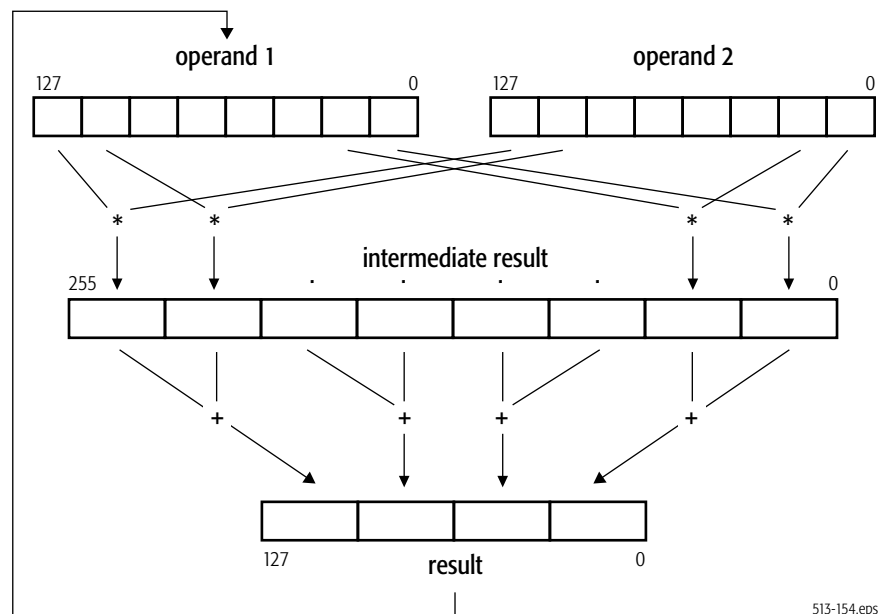 operand 1 operand 2
127 0 127 0
* * * *
intermediate result
255 . . . . 0
+ + + +
127 result 0
513-154.eps